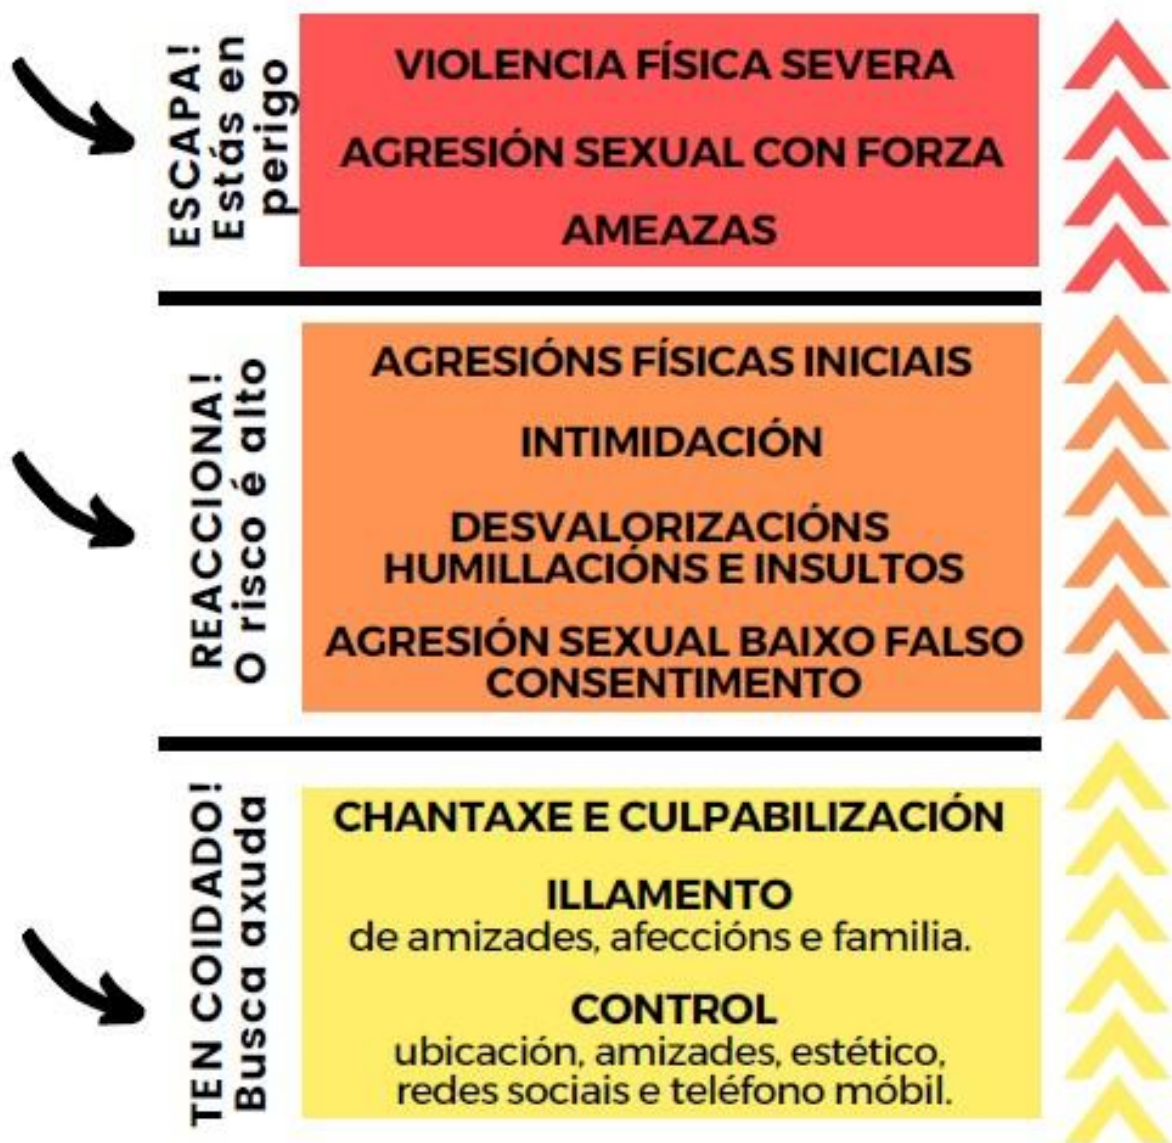 ESCAPA!
Estás en
perigo
VIOLENCIA FÍSICA SEVERA
AGRESIÓN SEXUAL CON FORZA
AMEAZAS
REACCIONA!
O risco é alto
AGRESIÓNS FÍSICAS INICIAIS
INTIMIDACIÓN
DESVALORIZACIÓNS
HUMILLACIÓNS E INSULTOS
AGRESIÓN SEXUAL BAIXO FALSO
CONSENTIMENTO
TEN COIDADO!
Busca axuda
CHANTAXE E CULPABILIZACIÓN
ILLAMENTO
de amizades, afeccións e familia.
CONTROL
ubicación, amizades, estético,
redes sociais e teléfono móbil.